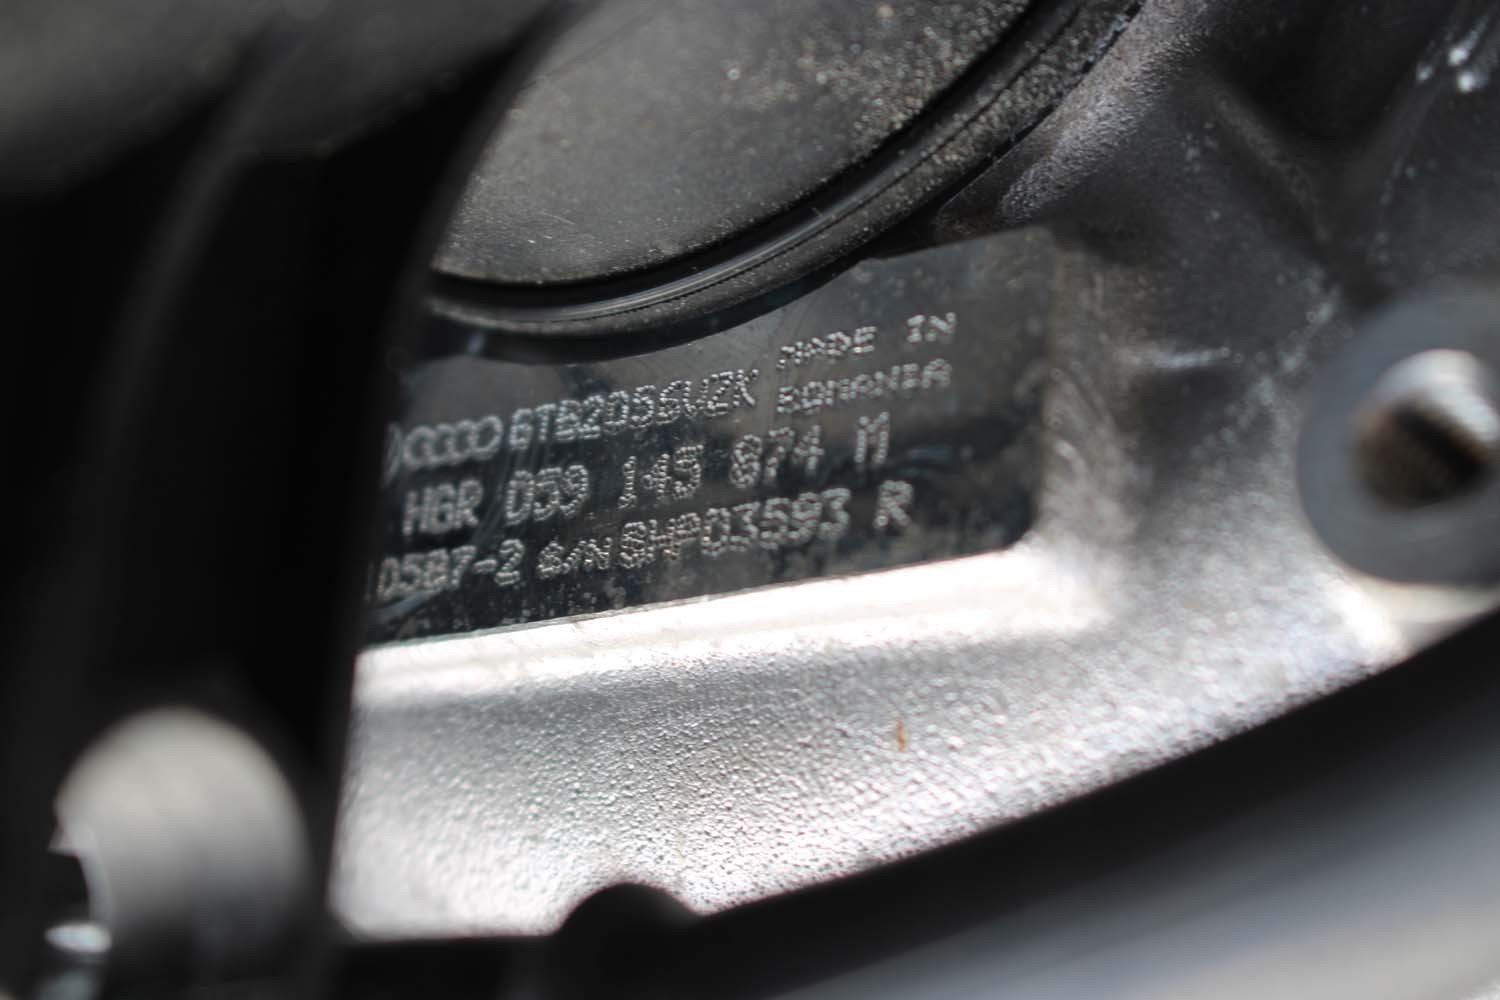 GTB2056VZK MADE IN
ROMANIA
HGR 059 145 874 M
10587-2 S/N SHP03593 R